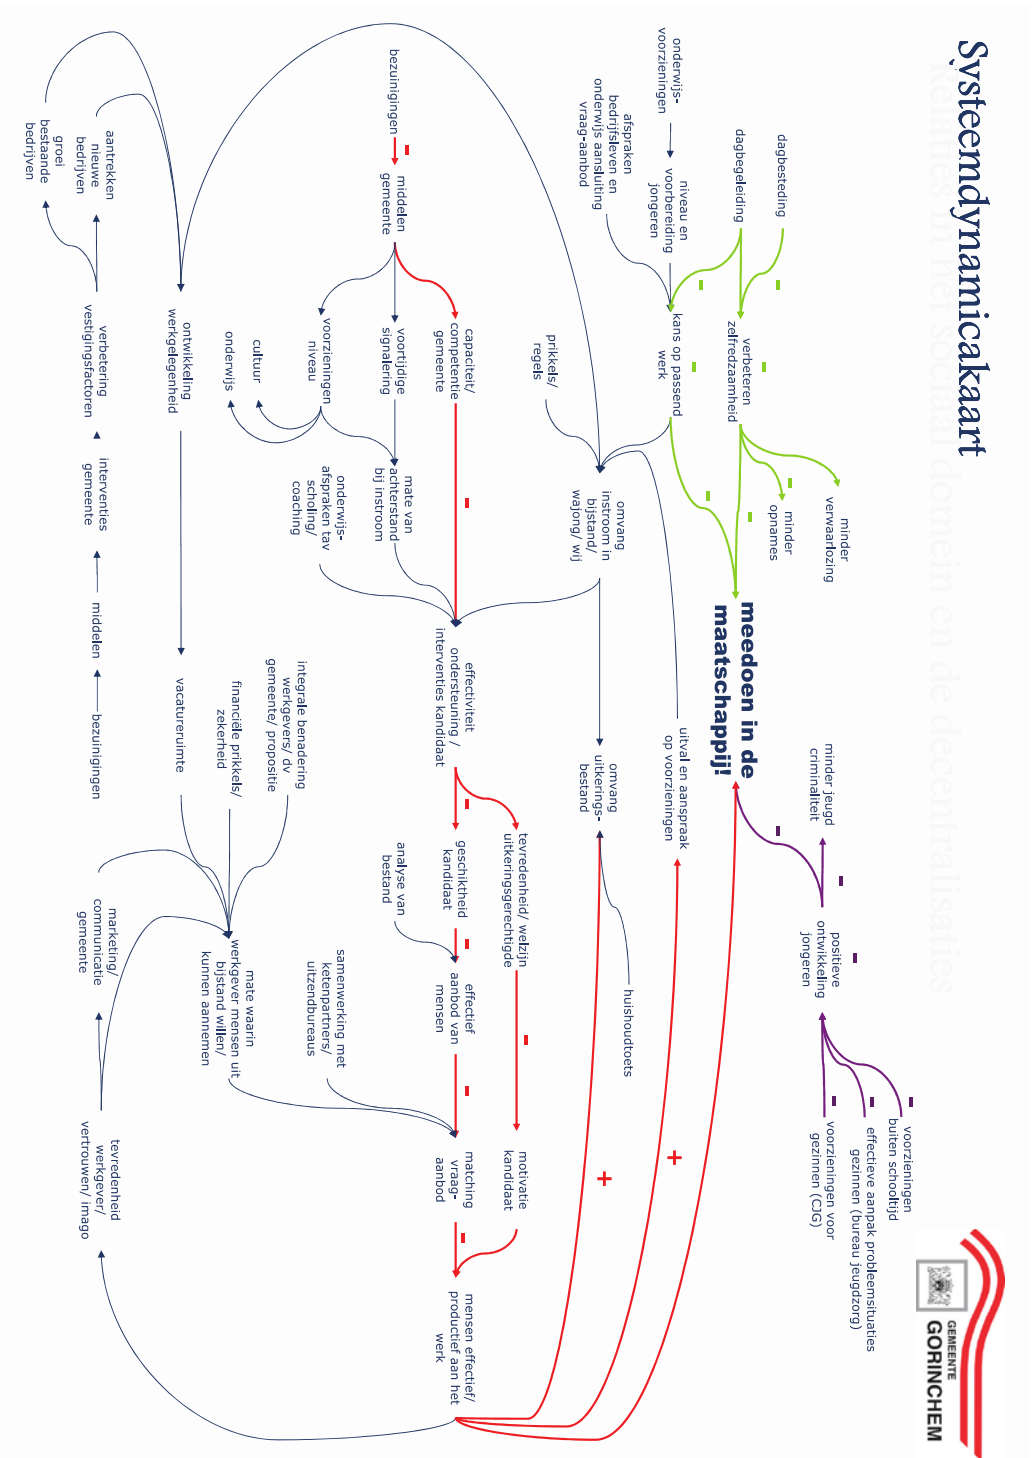 Systeemdynamicakaart
Relaties in het sociaal domein en de decentralisaties
GEMEENTE
GORINCHEM
dagbesteding
dagbegeleiding
onderwijs-
voorzieningen
niveau en
voorbereiding
jongeren
afspraken
bedrijfsleven en
onderwijs aansluiting
vraag-aanbod
verbeteren
zelfredzaamheid
kans op passend
werk
minder
verwaarlozing
minder
opnames
meedoen in de
maatschappij!
minder jeugd
criminaliteit
positieve
ontwikkeling
jongeren
voorzieningen
buiten schooltijd
effectieve aanpak probleemsituaties
gezinnen (bureau jeugdzorg)
voorzieningen voor
gezinnen (CJG)
prikkels/
regels
omvang
instroom in
bijstand/
wajong/ wij
uitval en aanspraak
op voorzieningen
omvang
uitkerings-
bestand
huishoudtoets
+
+
bezuinigingen
middelen
gemeente
capaciteit/
competentie
gemeente
voortijdige
signalering
voorzieningen
niveau
cultuur
onderwijs
mate van
achterstand
bij instroom
onderwijs-
afspraken tav
scholing/
coaching
effectiviteit
ondersteuning /
interventies kandidaat
tevredenheid/ welzijn
uitkeringsgerechtigde
geschiktheid
kandidaat
analyse van
bestand
effectief
aanbod van
mensen
samenwerking met
ketenpartners/
uitzendbureaus
motivatie
kandidaat
matching
vraag-
aanbod
mensen effectief/
productief aan het
werk
ontwikkeling
werkgelegenheid
vacatureruimte
integrale benadering
werkgevers/ dv
gemeente/ propositie
financiële prikkels/
zekerheid
mate waarin
werkgever mensen uit
bijstand willen/
kunnen aannemen
aantrekken
nieuwe
bedrijven
groei
bestaande
bedrijven
verbetering
vestigingsfactoren
interventies
gemeente
middelen
bezuinigingen
marketing/
communicatie
gemeente
tevredenheid
werkgever/
vertrouwen/ imago